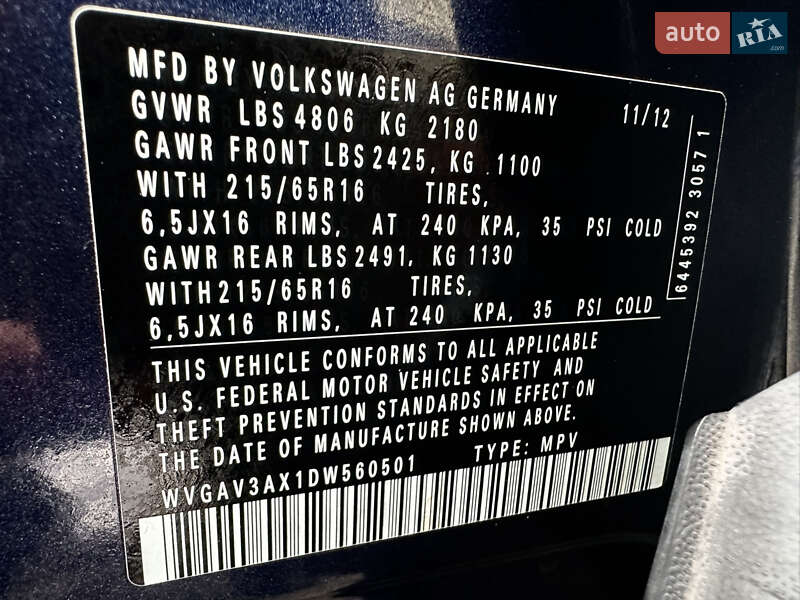 auto RIA.com
MFD BY VOLKSWAGEN AG GERMANY 11/12
GVWR LBS 4806 KG 2180
GAWR FRONT LBS 2425, KG 1100
WITH 215/65R16 TIRES,
6,5JX16 RIMS, AT 240 KPA, 35 PSI COLD
GAWR REAR LBS 2491, KG 1130
WITH 215/65R16 TIRES,
6,5JX16 RIMS, AT 240 KPA, 35 PSI COLD
THIS VEHICLE CONFORMS TO ALL APPLICABLE
U.S. FEDERAL MOTOR VEHICLE SAFETY AND
THEFT PREVENTION STANDARDS IN EFFECT ON
THE DATE OF MANUFACTURE SHOWN ABOVE.
WVGAV3AX1DW560501 TYPE: MPV
6445392 30571